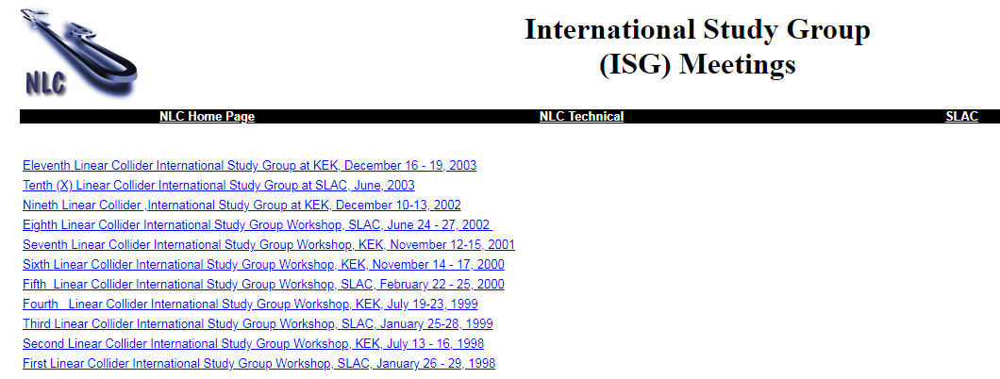 NLC
International Study Group
(ISG) Meetings
NLC Home Page NLC Technical SLAC
Eleventh Linear Collider International Study Group at KEK, December 16 - 19, 2003
Tenth (X) Linear Collider International Study Group at SLAC, June, 2003
Nineth Linear Collider ,International Study Group at KEK, December 10-13, 2002
Eighth Linear Collider International Study Group Workshop, SLAC, June 24 - 27, 2002
Seventh Linear Collider International Study Group Workshop, KEK, November 12-15, 2001
Sixth Linear Collider International Study Group Workshop, KEK, November 14 - 17, 2000
Fifth  Linear Collider International Study Group Workshop, SLAC, February 22 - 25, 2000
Fourth   Linear Collider International Study Group Workshop, KEK, July 19-23, 1999
Third Linear Collider International Study Group Workshop, SLAC, January 25-28, 1999
Second Linear Collider International Study Group Workshop, KEK, July 13 - 16, 1998
First Linear Collider International Study Group Workshop, SLAC, January 26 - 29, 1998